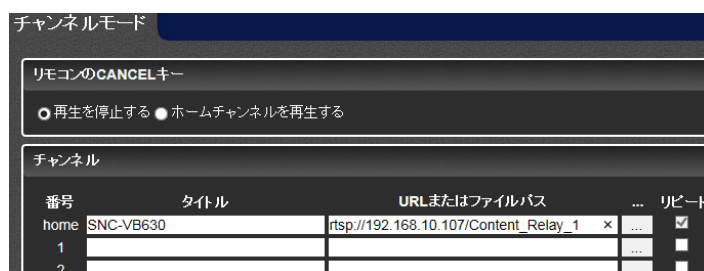 チャンネルモード
リモコンのCANCELキー
再生を停止する ホームチャンネルを再生する
チャンネル
番号 タイトル URLまたはファイルパス ... リピート
home SNC-VB630 rtsp://192.168.10.107/Content_Relay_1 × ...
1 ...
2